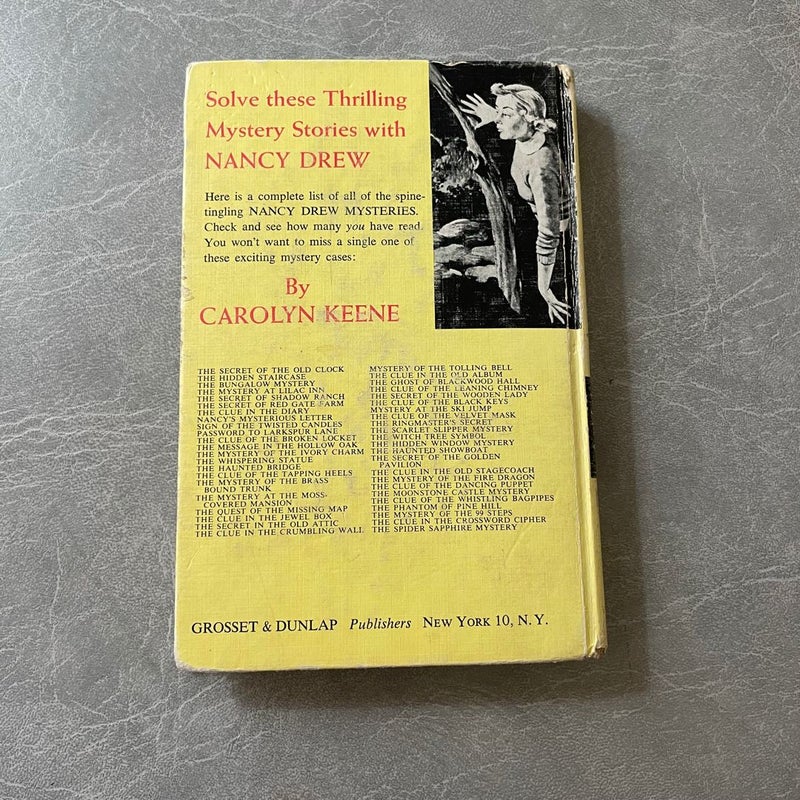 Solve these Thrilling
Mystery Stories with
NANCY DREW
Here is a complete list of all of the spine-
tingling NANCY DREW MYSTERIES.
Check and see how many you have read.
You won't want to miss a single one of
these exciting mystery cases:
By
CAROLYN KEENE
THE SECRET OF THE OLD CLOCK
THE HIDDEN STAIRCASE
THE BUNGALOW MYSTERY
THE MYSTERY AT LILAC INN
THE SECRET OF SHADOW RANCH
THE SECRET OF RED GATE FARM
THE CLUE IN THE DIARY
NANCY'S MYSTERIOUS LETTER
SIGN OF THE TWISTED CANDLES
PASSWORD TO LARKSPUR LANE
THE CLUE OF THE BROKEN LOCKET
THE MESSAGE IN THE HOLLOW OAK
THE MYSTERY OF THE IVORY CHARM
THE WHISPERING STATUE
THE HAUNTED BRIDGE
THE CLUE OF THE TAPPING HEELS
THE MYSTERY OF THE BRASS
BOUND TRUNK
THE MYSTERY AT THE MOSS-
COVERED MANSION
THE QUEST OF THE MISSING MAP
THE CLUE IN THE JEWEL BOX
THE SECRET IN THE OLD ATTIC
THE CLUE IN THE CRUMBLING WALL
MYSTERY OF THE TOLLING BELL
THE CLUE IN THE OLD ALBUM
THE GHOST OF BLACKWOOD HALL
THE CLUE OF THE LEANING CHIMNEY
THE SECRET OF THE WOODEN LADY
THE CLUE OF THE BLACK KEYS
MYSTERY AT THE SKI JUMP
THE CLUE OF THE VELVET MASK
THE RINGMASTER'S SECRET
THE SCARLET SLIPPER MYSTERY
THE WITCH TREE SYMBOL
THE HIDDEN WINDOW MYSTERY
THE HAUNTED SHOWBOAT
THE SECRET OF THE GOLDEN
PAVILION
THE CLUE IN THE OLD STAGECOACH
THE MYSTERY OF THE FIRE DRAGON
THE CLUE OF THE DANCING PUPPET
THE MOONSTONE CASTLE MYSTERY
THE CLUE OF THE WHISTLING BAGPIPES
THE PHANTOM OF PINE HILL
THE MYSTERY OF THE 99 STEPS
THE CLUE IN THE CROSSWORD CIPHER
THE SPIDER SAPPHIRE MYSTERY
GROSSET & DUNLAP Publishers NEW YORK 10, N. Y.